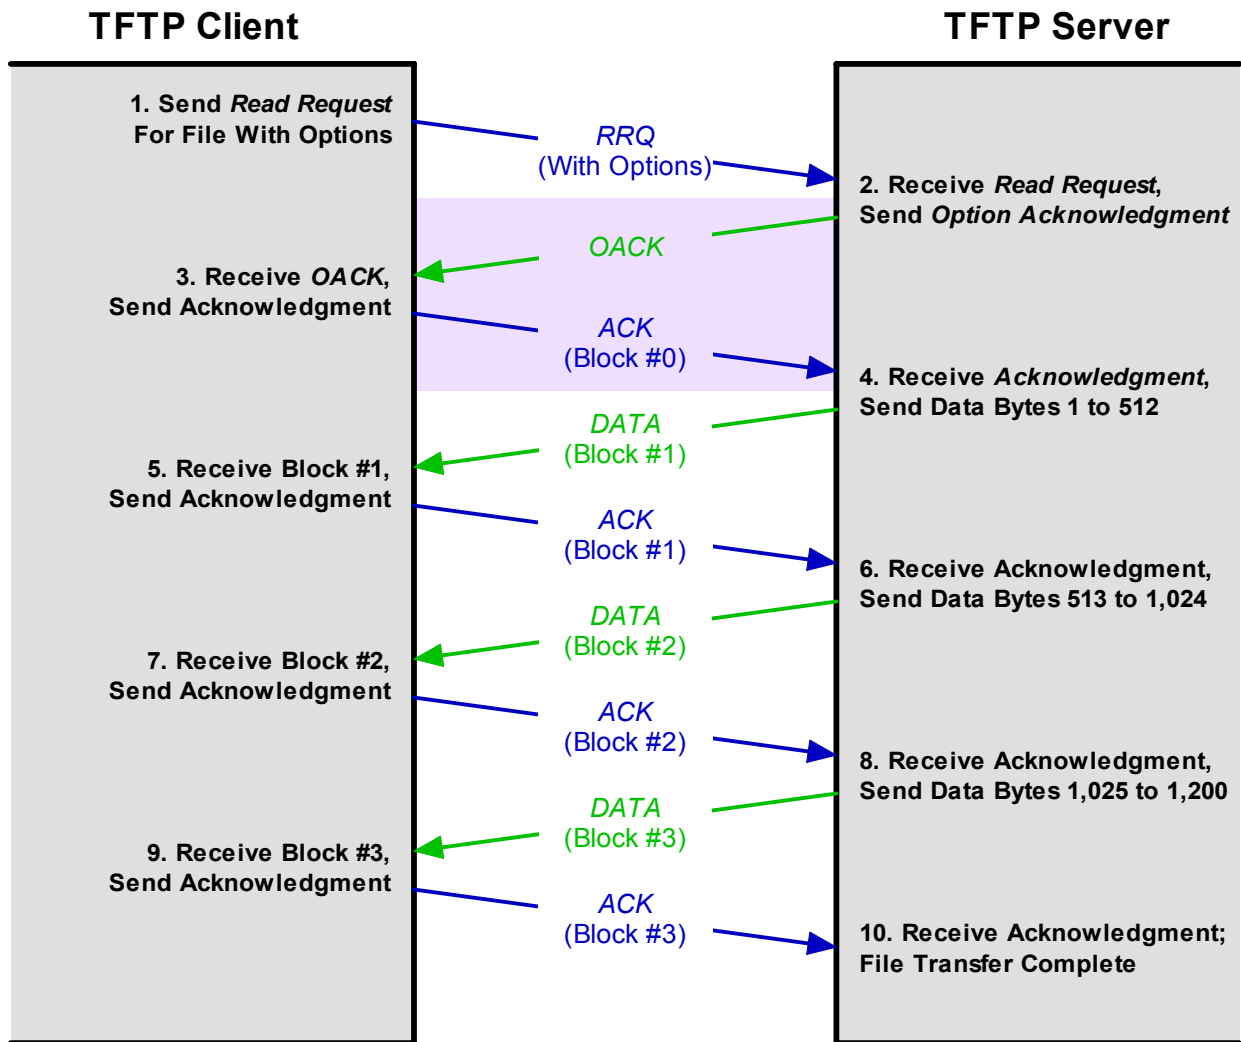 TFTP Client
TFTP Server
1. Send Read Request
For File With Options
RRQ
(With Options)
2. Receive Read Request,
Send Option Acknowledgment
OACK
3. Receive OACK,
Send Acknowledgment
ACK
(Block #0)
4. Receive Acknowledgment,
Send Data Bytes 1 to 512
DATA
(Block #1)
5. Receive Block #1,
Send Acknowledgment
ACK
(Block #1)
6. Receive Acknowledgment,
Send Data Bytes 513 to 1,024
DATA
(Block #2)
7. Receive Block #2,
Send Acknowledgment
ACK
(Block #2)
8. Receive Acknowledgment,
Send Data Bytes 1,025 to 1,200
DATA
(Block #3)
9. Receive Block #3,
Send Acknowledgment
ACK
(Block #3)
10. Receive Acknowledgment;
File Transfer Complete